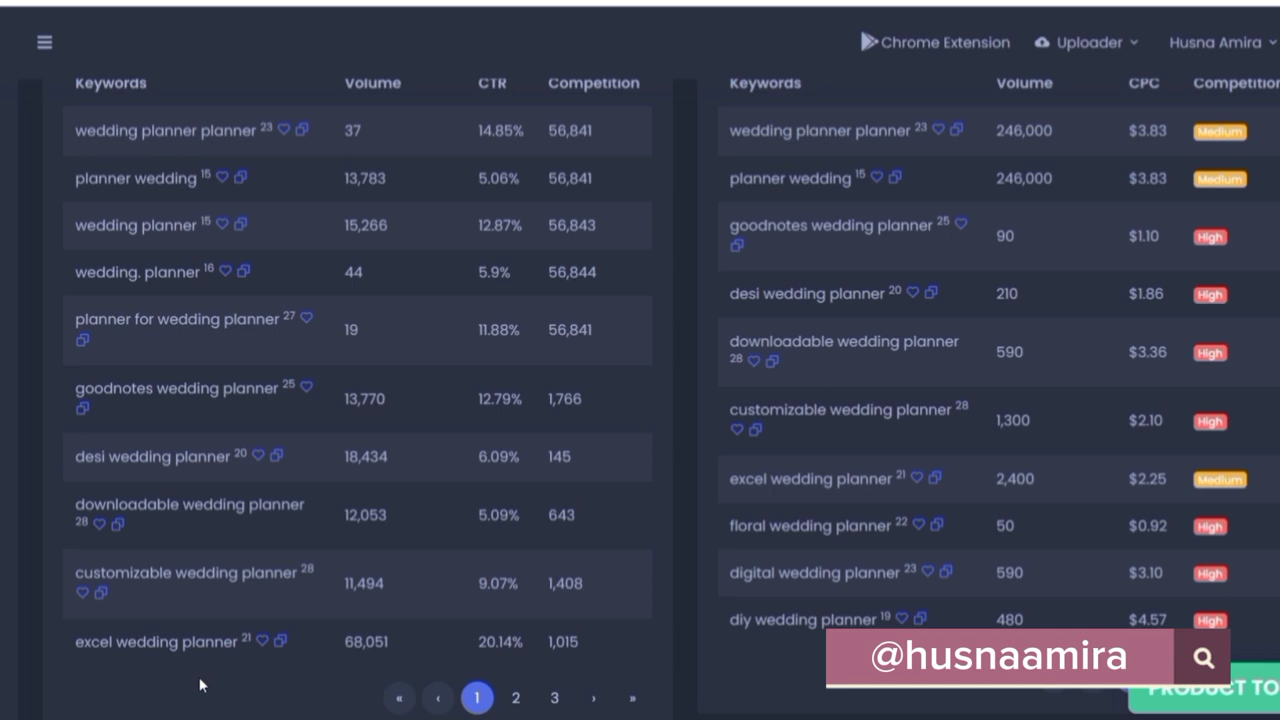 Chrome Extension Uploader Husna Amira
Keywords Volume CTR Competition
wedding planner planner 23 37 14.85% 56,841
planner wedding 15 13,783 5.06% 56,841
wedding planner 15 15,266 12.87% 56,843
wedding. planner 16 44 5.9% 56,844
planner for wedding planner 27 19 11.88% 56,841
goodnotes wedding planner 25 13,770 12.79% 1,766
desi wedding planner 20 18,434 6.09% 145
downloadable wedding planner
28 12,053 5.09% 643
customizable wedding planner 28 11,494 9.07% 1,408
excel wedding planner 21 68,051 20.14% 1,015
« ‹ 1 2 3 › »
Keywords Volume CPC Competition
wedding planner planner 23 246,000 $3.83 Medium
planner wedding 15 246,000 $3.83 Medium
goodnotes wedding planner 25 90 $1.10 High
desi wedding planner 20 210 $1.86 High
downloadable wedding planner
28 590 $3.36 High
customizable wedding planner 28 1,300 $2.10 High
excel wedding planner 21 2,400 $2.25 Medium
floral wedding planner 22 50 $0.92 High
digital wedding planner 23 590 $3.10 High
diy wedding planner 19 480 $4.57 High
@husnaamira
PRODUCT TO